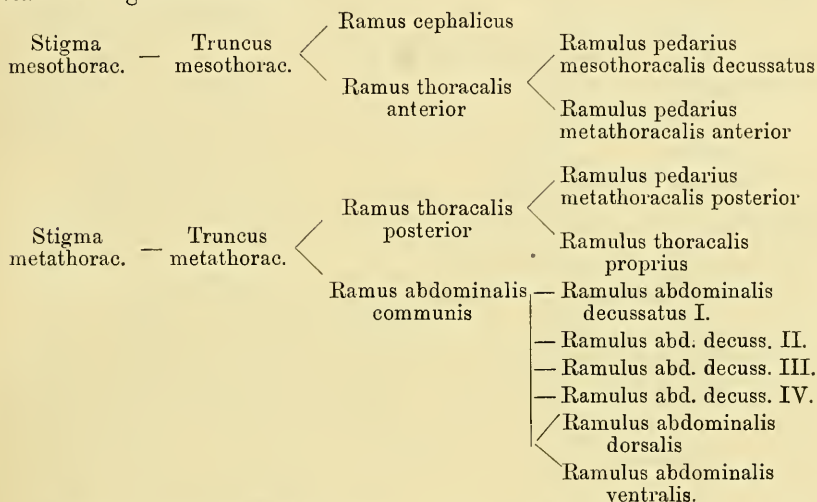 Ramus cephalicus
Stigma
mesothorac.
—
Truncus
mesothorac.
Ramus thoracalis
anterior
Ramulus pedarius
mesothoracalis decussatus
Ramulus pedarius
metathoracalis anterior
Stigma
metathorac.
—
Truncus
metathorac.
Ramus thoracalis
posterior
Ramulus pedarius
metathoracalis posterior
Ramulus thoracalis
proprius
Ramus abdominalis
communis
— Ramulus abdominalis
decussatus I.
— Ramulus abd. decuss. II.
— Ramulus abd. decuss. III.
— Ramulus abd. decuss. IV.
Ramulus abdominalis
dorsalis
Ramulus abdominalis
ventralis.